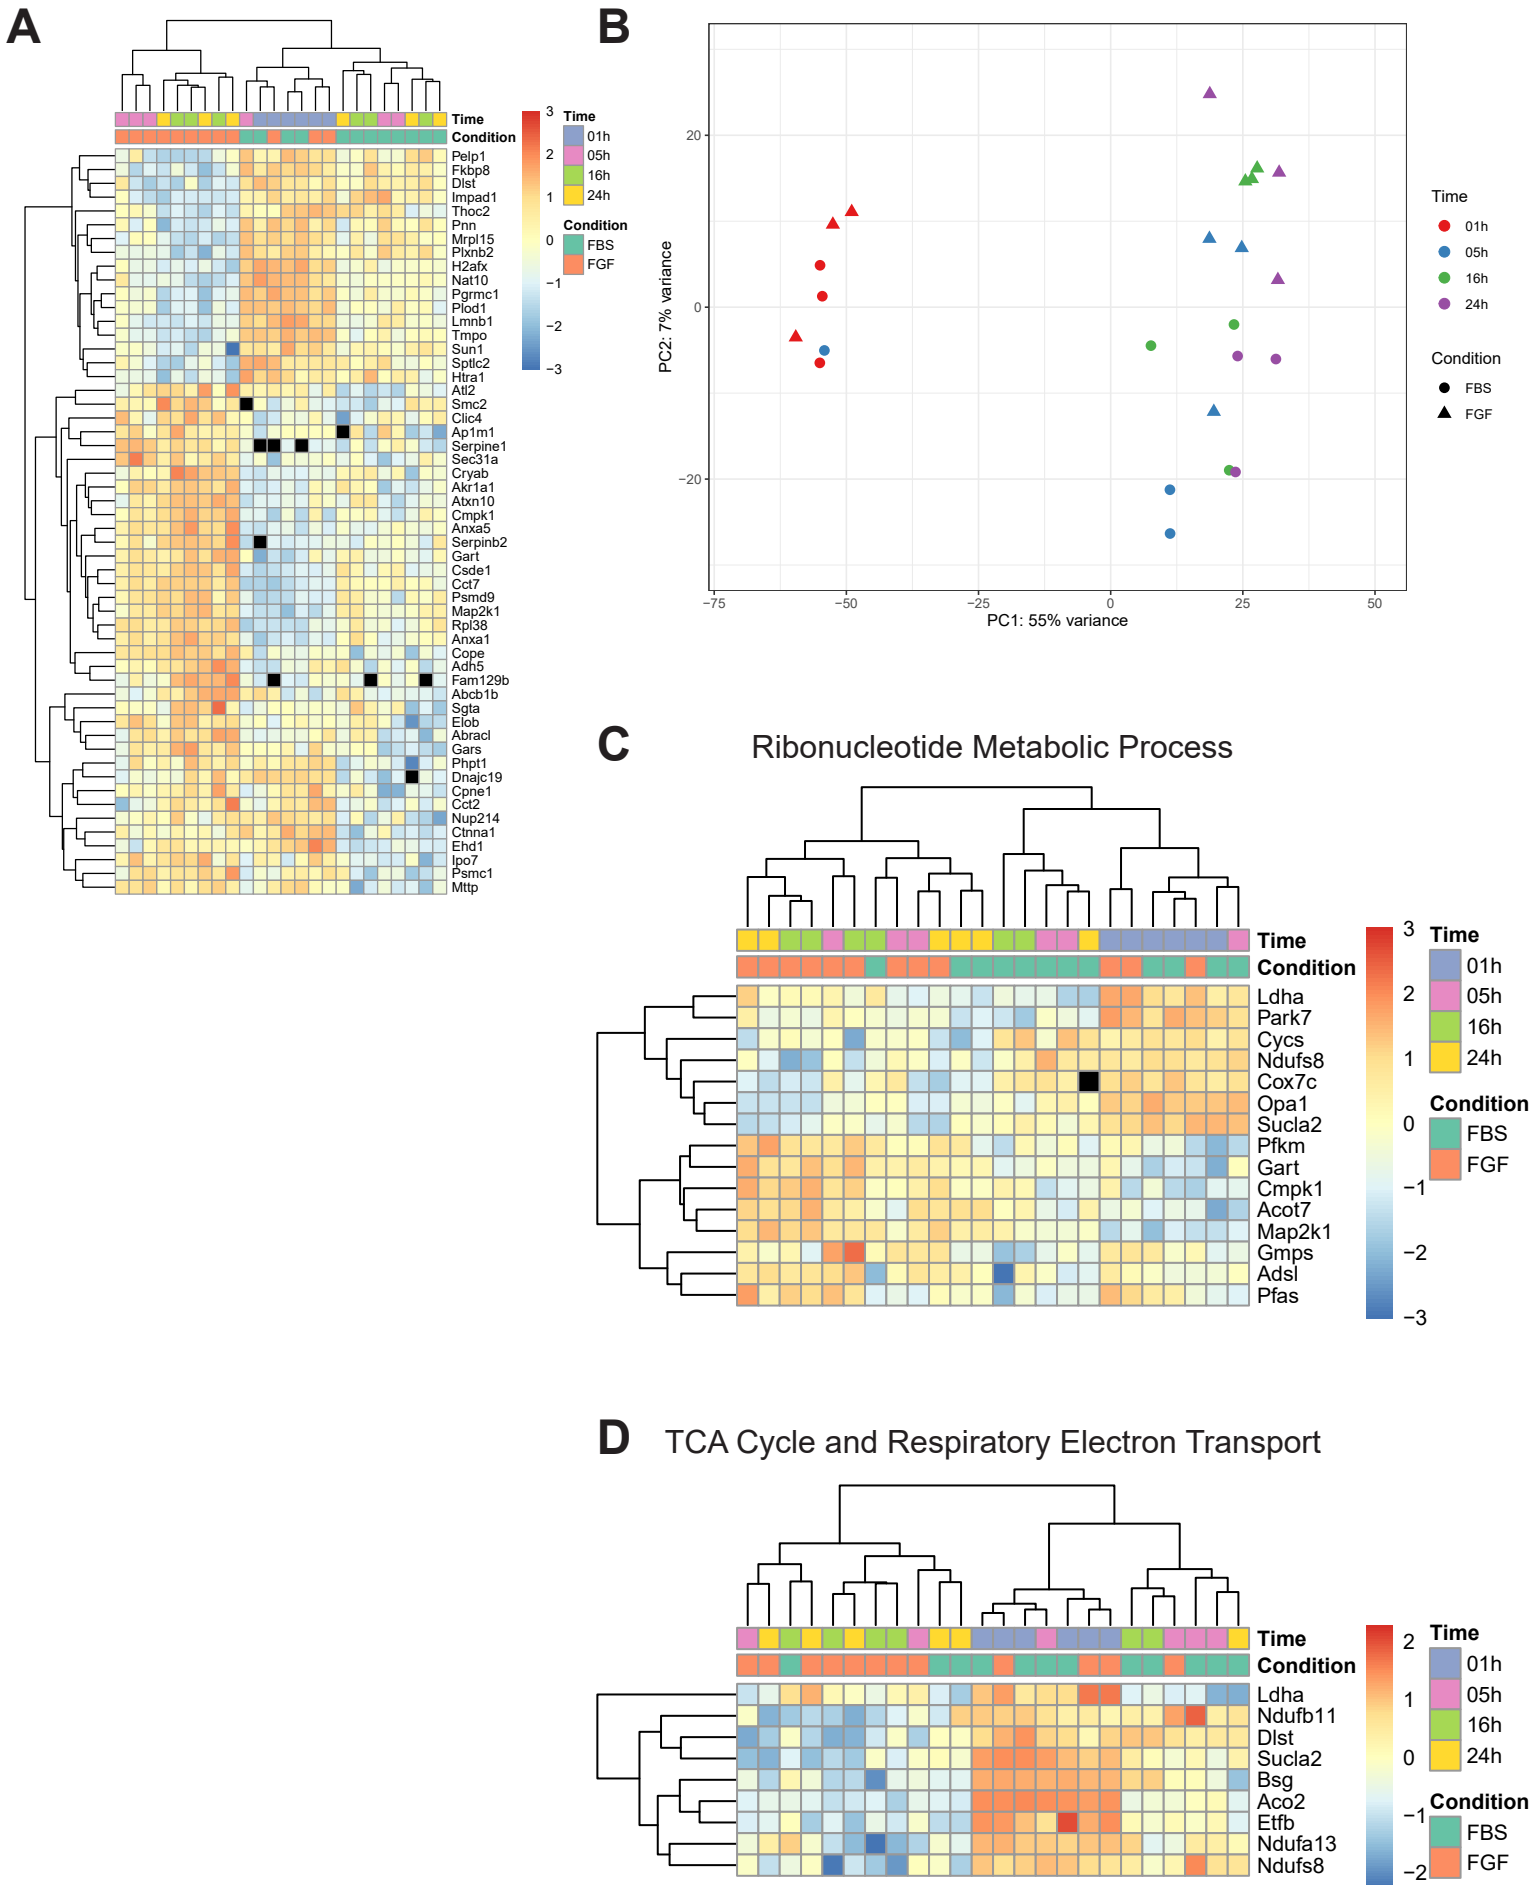 A
Time
Condition
Pelp1
Fkbp8
Dlst
Impad1
Thoc2
Pnn
Mrpl15
Plxnb2
H2afx
Nat10
Pgrmc1
Plod1
Lmnb1
Tmpo
Sun1
Sptlc2
Htra1
Atl2
Smc2
Clic4
Ap1m1
Serpine1
Sec31a
Cryab
Akr1a1
Atxn10
Cmpk1
Anxa5
Serpinb2
Gart
Csde1
Cct7
Psmd9
Map2k1
Rpl38
Anxa1
Cope
Adh5
Fam129b
Abcb1b
Sgta
Elob
Abracl
Gars
Phpt1
Dnajc19
Cpne1
Cct2
Nup214
Ctnna1
Ehd1
Ipo7
Psmc1
Mttp
3
2
1
0
−1
−2
−3
Time
01h
05h
16h
24h
Condition
FBS
FGF
B
PC2: 7% variance
20
0
−20
−75
−50
−25
0
25
50
PC1: 55% variance
Time
01h
05h
16h
24h
Condition
FBS
FGF
C
Ribonucleotide Metabolic Process
Time
Condition
Ldha
Park7
Cycs
Ndufs8
Cox7c
Opa1
Sucla2
Pfkm
Gart
Cmpk1
Acot7
Map2k1
Gmps
Adsl
Pfas
3
2
1
0
−1
−2
−3
Time
01h
05h
16h
24h
Condition
FBS
FGF
D
TCA Cycle and Respiratory Electron Transport
Time
Condition
Ldha
Ndufb11
Dlst
Sucla2
Bsg
Aco2
Etfb
Ndufa13
Ndufs8
2
1
0
−1
−2
Time
01h
05h
16h
24h
Condition
FBS
FGF